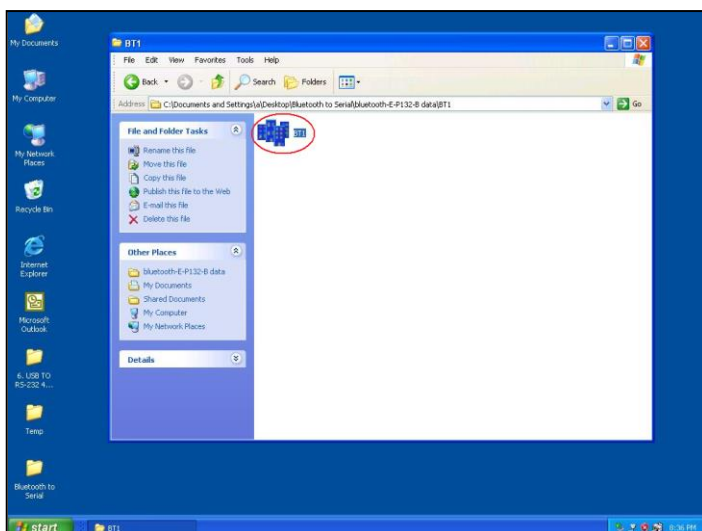 My Documents
My Computer
My Network
Places
Recycle Bin
Internet
Explorer
Microsoft
Outlook
6. USB TO
RS-232 4...
Temp
Bluetooth to
Serial
BT1
File Edit View Favorites Tools Help
Back Search Folders
Address C:\Documents and Settings\a\Desktop\Bluetooth to Serial\bluetooth-E-P132-B data\BT1 Go
File and Folder Tasks
Rename this file
Move this file
Copy this file
Publish this file to the Web
E-mail this file
Delete this file
Other Places
bluetooth-E-P132-B data
My Documents
Shared Documents
My Computer
My Network Places
Details
BT1
start BT1 8:36 PM